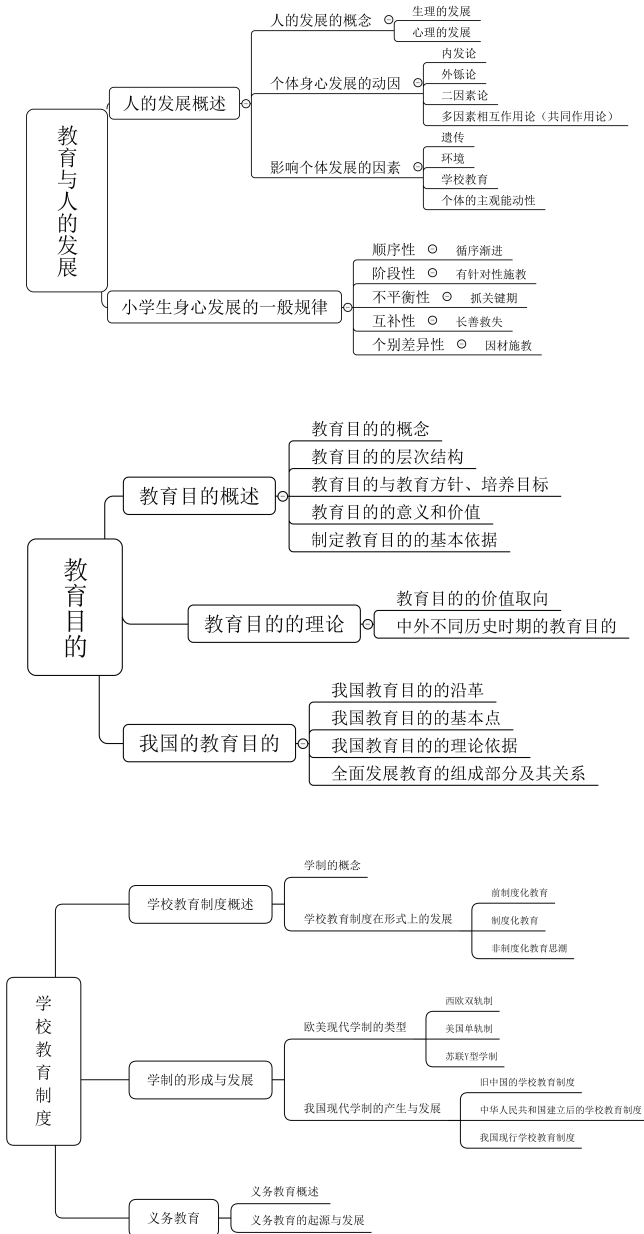 教育与人的发展
人的发展概述
人的发展的概念
生理的发展
心理的发展
个体身心发展的动因
内发论
外铄论
二因素论
多因素相互作用论（共同作用论）
影响个体发展的因素
遗传
环境
学校教育
个体的主观能动性
小学生身心发展的一般规律
顺序性
循序渐进
阶段性
有针对性施教
不平衡性
抓关键期
互补性
长善救失
个别差异性
因材施教
教育目的
教育目的概述
教育目的的概念
教育目的的层次结构
教育目的与教育方针、培养目标
教育目的的意义和价值
制定教育目的的基本依据
教育目的的理论
教育目的的价值取向
中外不同历史时期的教育目的
我国的教育目的
我国教育目的的沿革
我国教育目的的基本点
我国教育目的的理论依据
全面发展教育的组成部分及其关系
学校教育制度
学校教育制度概述
学制的概念
学校教育制度在形式上的发展
前制度化教育
制度化教育
非制度化教育思潮
学制的形成与发展
欧美现代学制的类型
西欧双轨制
美国单轨制
苏联Y型学制
我国现代学制的产生与发展
旧中国的学校教育制度
中华人民共和国建立后的学校教育制度
我国现行学校教育制度
义务教育
义务教育概述
义务教育的起源与发展